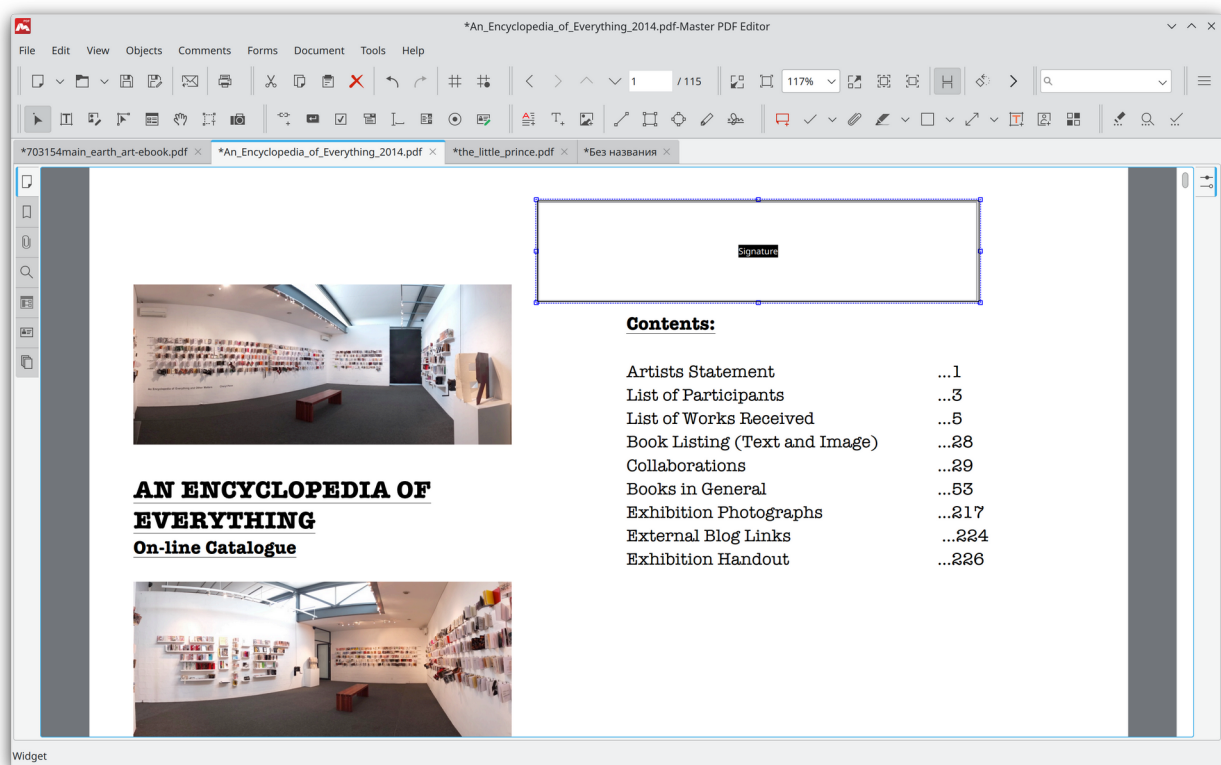 *An_Encyclopedia_of_Everything_2014.pdf-Master PDF Editor
File Edit View Objects Comments Forms Document Tools Help
1 / 115 117%
*703154main_earth_art-ebook.pdf *An_Encyclopedia_of_Everything_2014.pdf *the_little_prince.pdf *Без названия
Signature
AN ENCYCLOPEDIA OF
EVERYTHING
On-line Catalogue
Contents:
Artists Statement ...1
List of Participants ...3
List of Works Received ...5
Book Listing (Text and Image) ...28
Collaborations ...29
Books in General ...53
Exhibition Photographs ...217
External Blog Links ...224
Exhibition Handout ...226
Widget